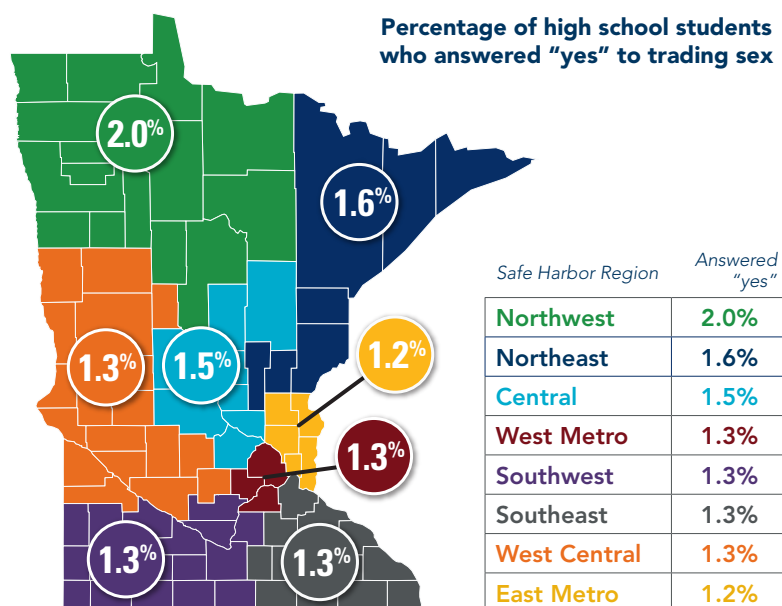 Percentage of high school students
who answered “yes” to trading sex
2.0%
1.6%
1.3%
1.5%
1.2%
1.3%
1.3%
1.3%
Safe Harbor Region Answered
“yes”
Northwest 2.0%
Northeast 1.6%
Central 1.5%
West Metro 1.3%
Southwest 1.3%
Southeast 1.3%
West Central 1.3%
East Metro 1.2%